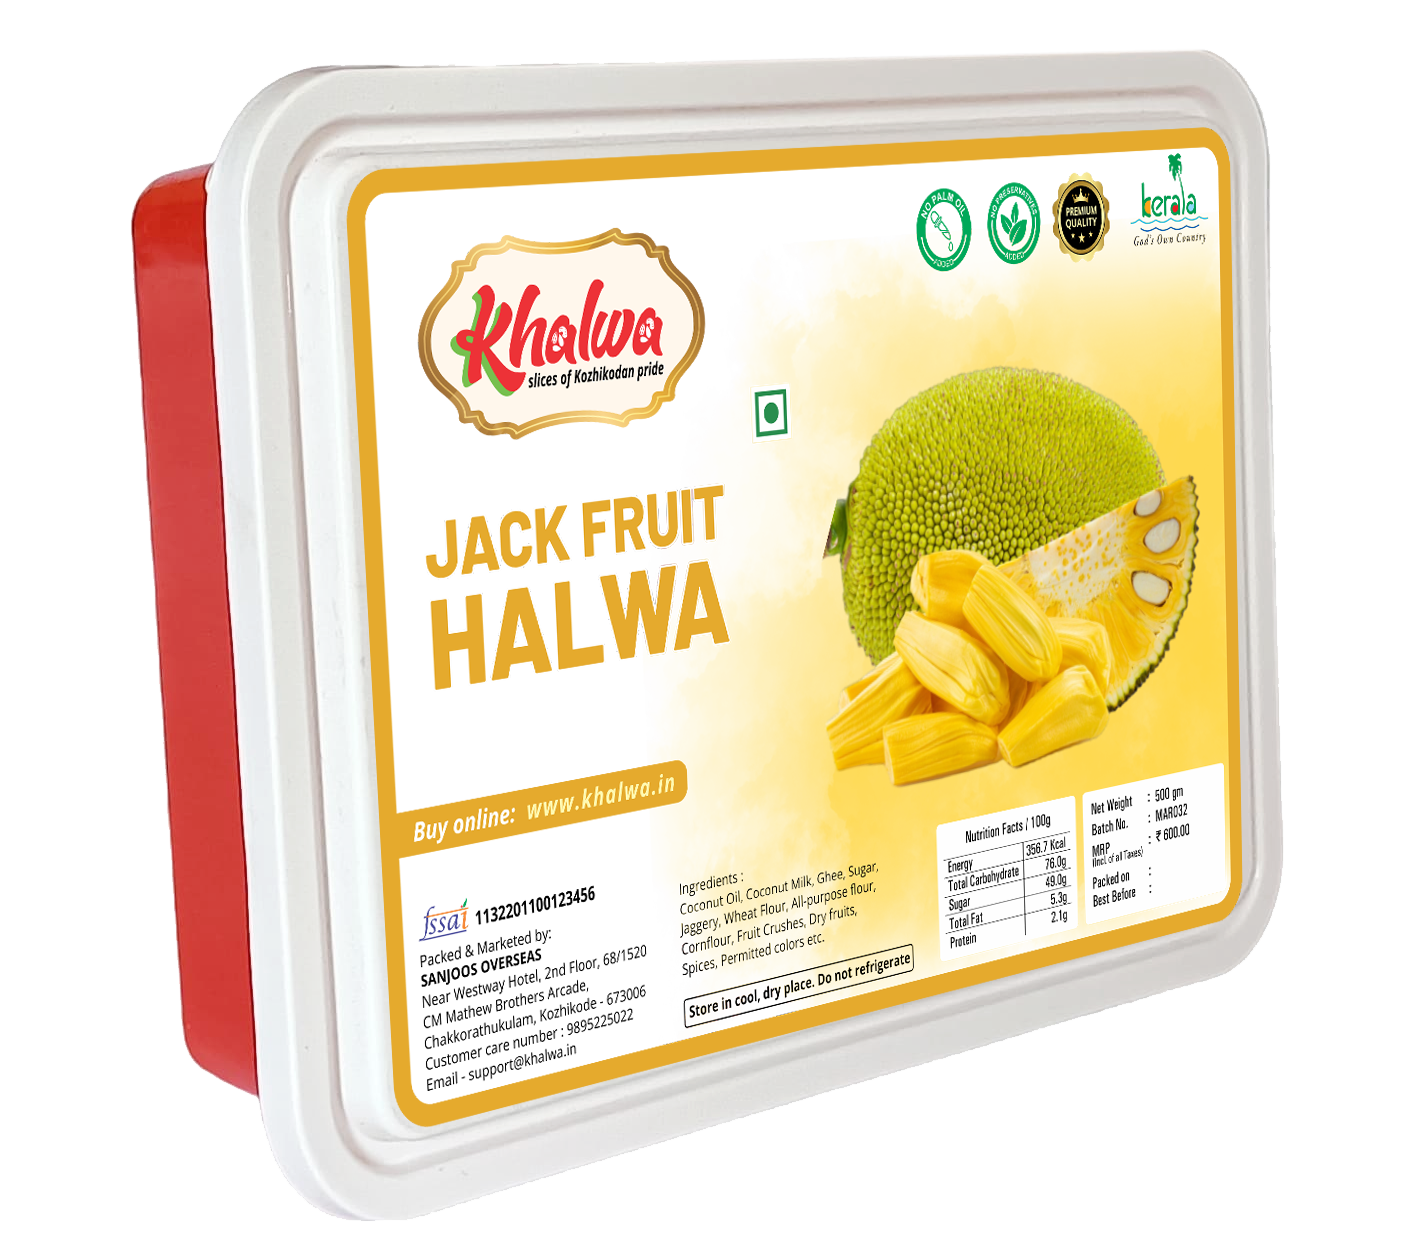 NO PALM OIL
ADDED
NO PRESERVATIVES
ADDED
PREMIUM
QUALITY
kerala
God's Own Country
Khalwa
slices of Kozhikodan pride
JACK FRUIT
HALWA
Buy online: www.khalwa.in
fssai 1132201100123456
Packed & Marketed by:
SANJOOS OVERSEAS
Near Westway Hotel, 2nd Floor, 68/1520
CM Mathew Brothers Arcade,
Chakkorathukulam, Kozhikode - 673006
Customer care number : 9895225022
Email - support@khalwa.in
Ingredients :
Coconut Oil, Coconut Milk, Ghee, Sugar,
Jaggery, Wheat Flour, All-purpose flour,
Cornflour, Fruit Crushes, Dry fruits,
Spices, Permitted colors etc.
Store in cool, dry place. Do not refrigerate
Nutrition Facts / 100g
Energy 356.7 Kcal
Total Carbohydrate 76.0g
Sugar 49.0g
Total Fat 5.3g
Protein 2.1g
Net Weight : 500 gm
Batch No. : MAR032
MRP : ₹ 600.00
(Incl. of all Taxes)
Packed on :
Best Before :